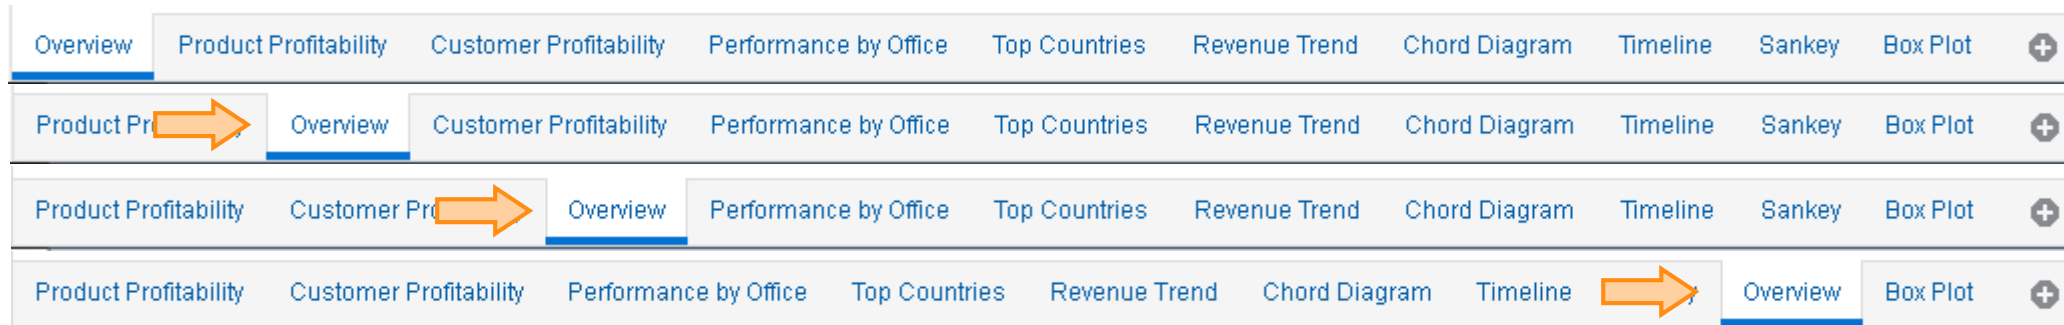 Overview Product Profitability Customer Profitability Performance by Office Top Countries Revenue Trend Chord Diagram Timeline Sankey Box Plot
Product Overview Customer Profitability Performance by Office Top Countries Revenue Trend Chord Diagram Timeline Sankey Box Plot
Product Profitability Customer Overview Performance by Office Top Countries Revenue Trend Chord Diagram Timeline Sankey Box Plot
Product Profitability Customer Profitability Performance by Office Top Countries Revenue Trend Chord Diagram Timeline Overview Box Plot